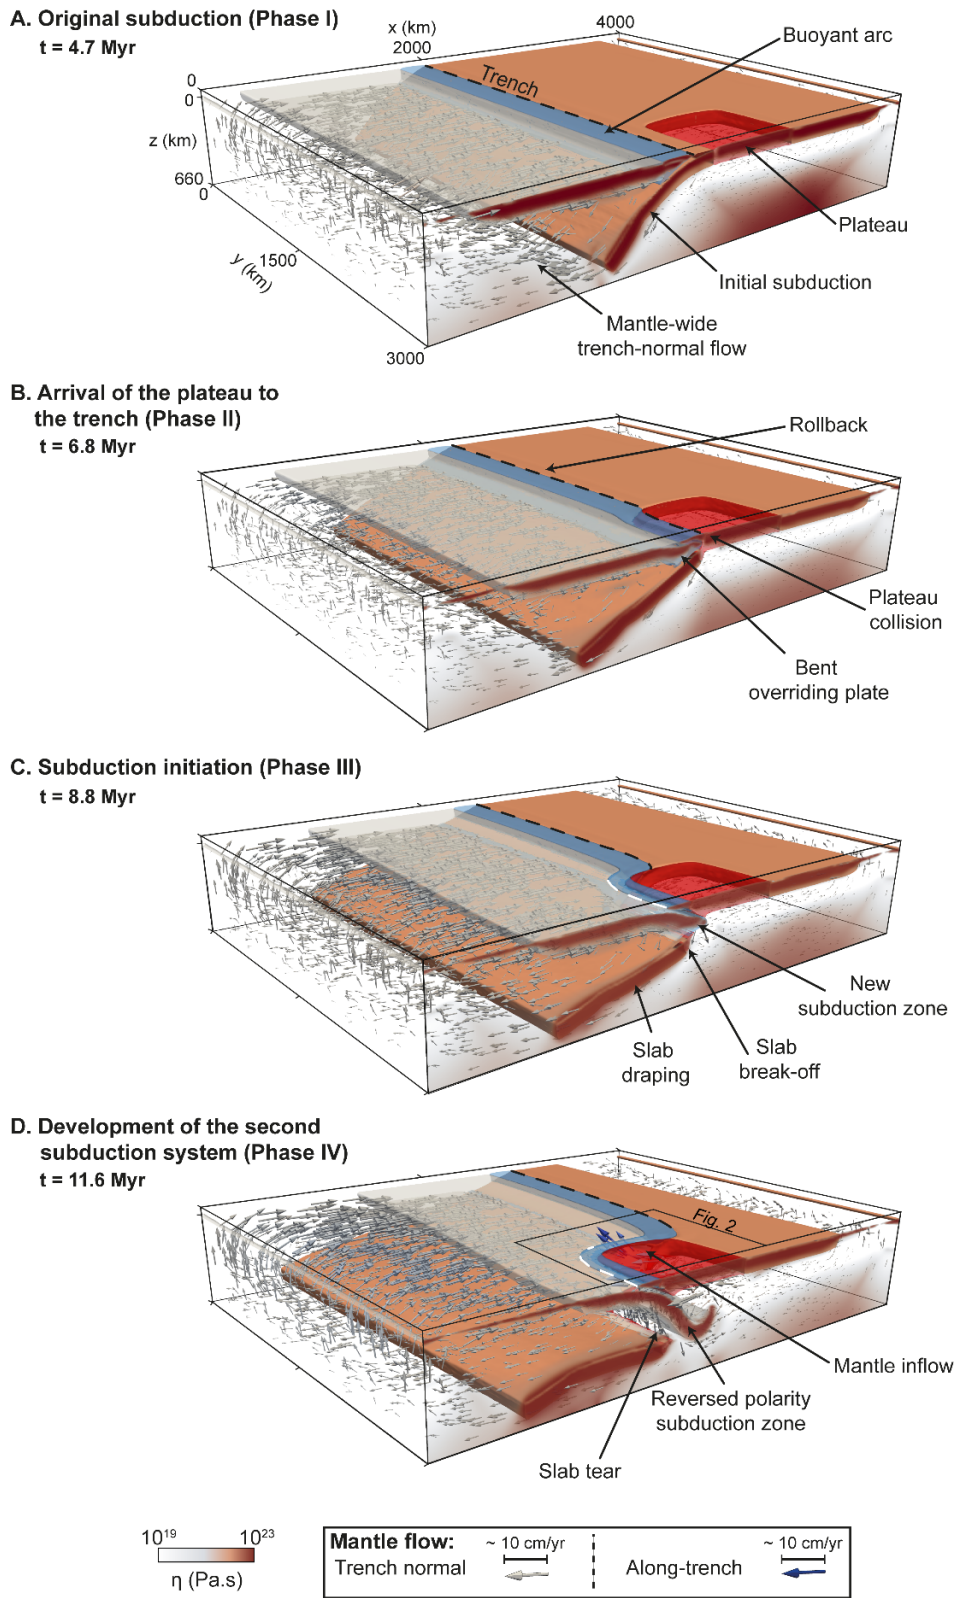 A. Original subduction (Phase I)
t = 4.7 Myr
x (km)
2000
4000
Buoyant arc
Trench
0
0
z (km)
660
0
y (km)
1500
3000
Plateau
Initial subduction
Mantle-wide
trench-normal flow
B. Arrival of the plateau to
the trench (Phase II)
t = 6.8 Myr
Rollback
Plateau
collision
Bent
overriding plate
C. Subduction initiation (Phase III)
t = 8.8 Myr
New
subduction zone
Slab
break-off
Slab
draping
D. Development of the second
subduction system (Phase IV)
t = 11.6 Myr
Fig. 2
Mantle inflow
Reversed polarity
subduction zone
Slab tear
10¹⁹ 10²³
η (Pa.s)
Mantle flow:
~ 10 cm/yr
~ 10 cm/yr
Trench normal
Along-trench